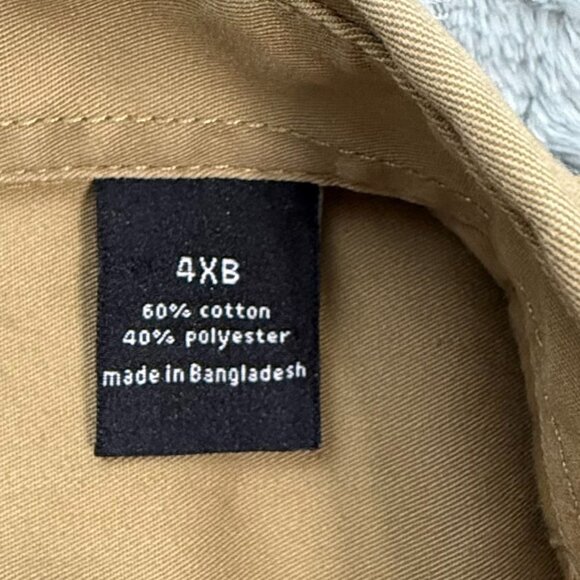 4XB
60% cotton
40% polyester
made in Bangladesh